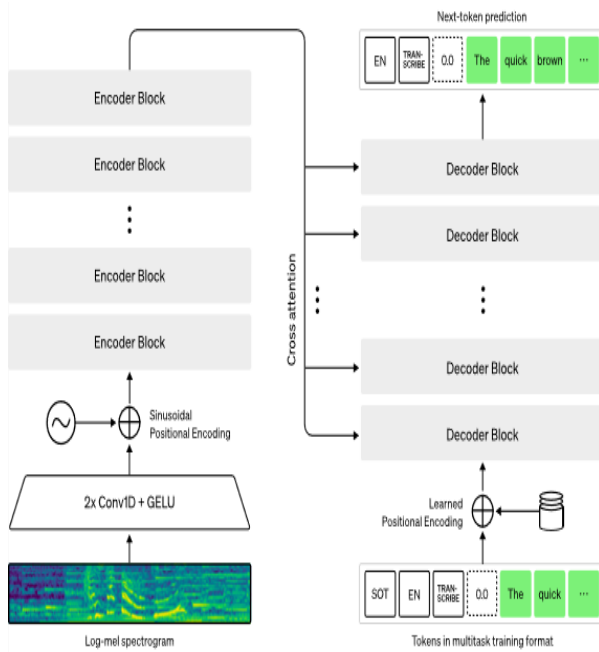 Next-token prediction
EN
TRAN-
SCRIBE
0.0
The
quick
brown
...
Encoder Block
Encoder Block
Encoder Block
Encoder Block
Cross attention
Decoder Block
Decoder Block
Decoder Block
Decoder Block
Sinusoidal
Positional Encoding
2x Conv1D + GELU
Log-mel spectrogram
Learned
Positional Encoding
SOT
EN
TRAN-
SCRIBE
0.0
The
quick
...
Tokens in multitask training format